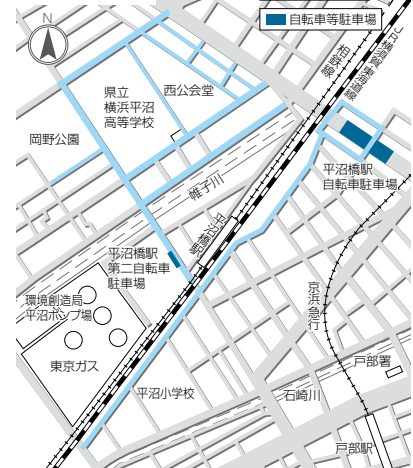 N
自転車等駐車場
JR横須賀・東海道線
相鉄線
県立
横浜平沼
高等学校
西公会堂
岡野公園
帷子川
平沼橋駅
自転車駐車場
平沼橋駅
平沼橋駅
第二自転車
駐車場
環境創造局
平沼ポンプ場
東京ガス
京浜急行
平沼小学校
石崎川
戸部署
戸部駅